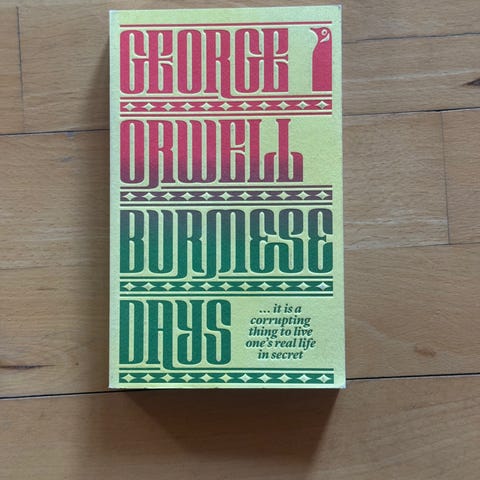 GEORGE
ORWELL
BURMESE
DAYS
... it is a
corrupting
thing to live
one's real life
in secret